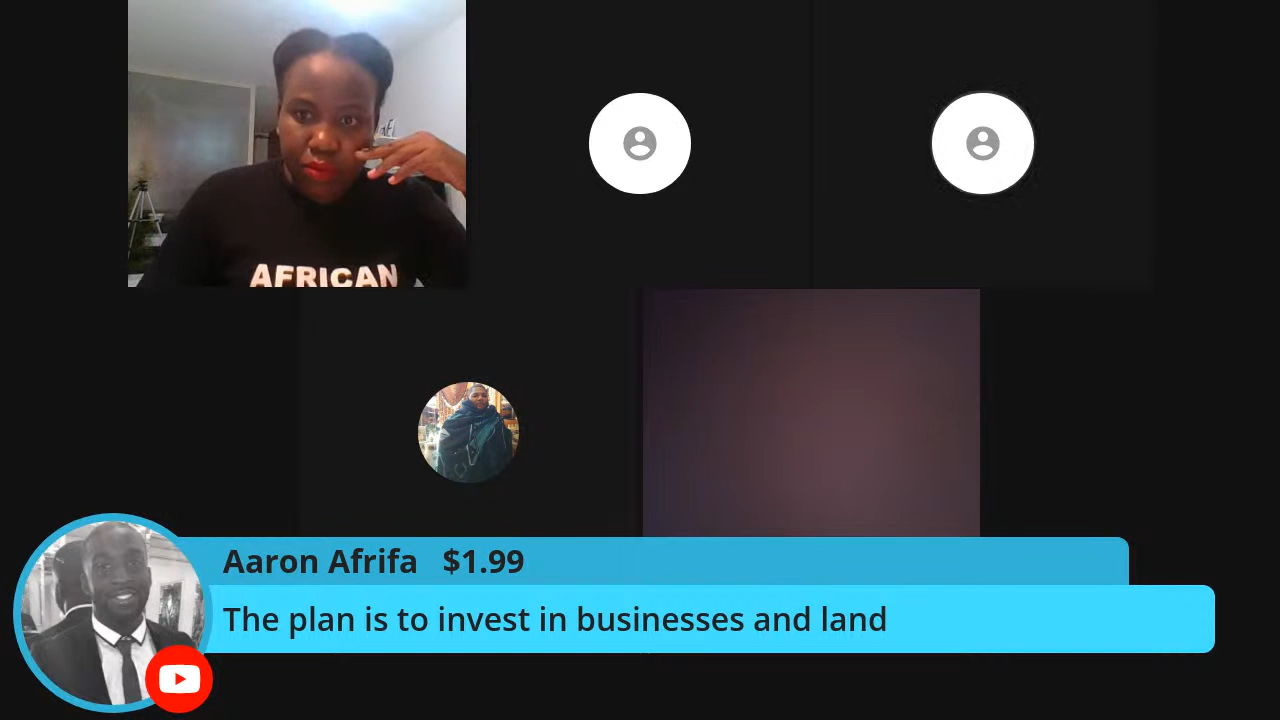 AFRICAN
Aaron Afrifa $1.99
The plan is to invest in businesses and land